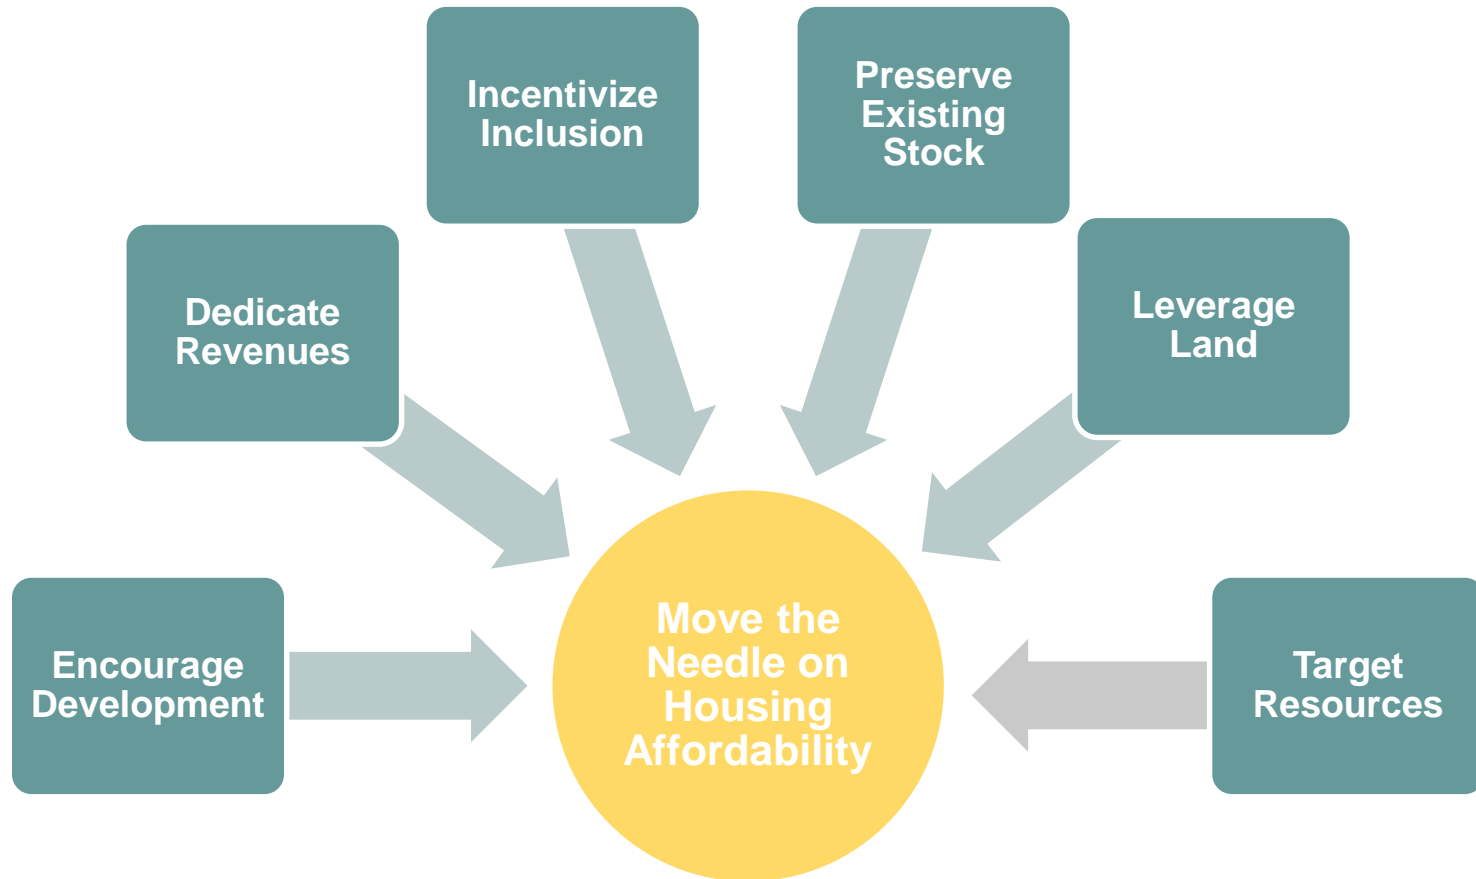 Incentivize
Inclusion
Preserve
Existing
Stock
Dedicate
Revenues
Leverage
Land
Encourage
Development
Move the
Needle on
Housing
Affordability
Target
Resources